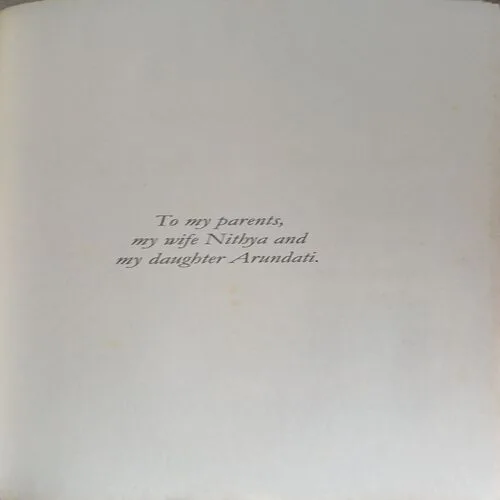 To my parents,
my wife Nithya and
my daughter Arundati.